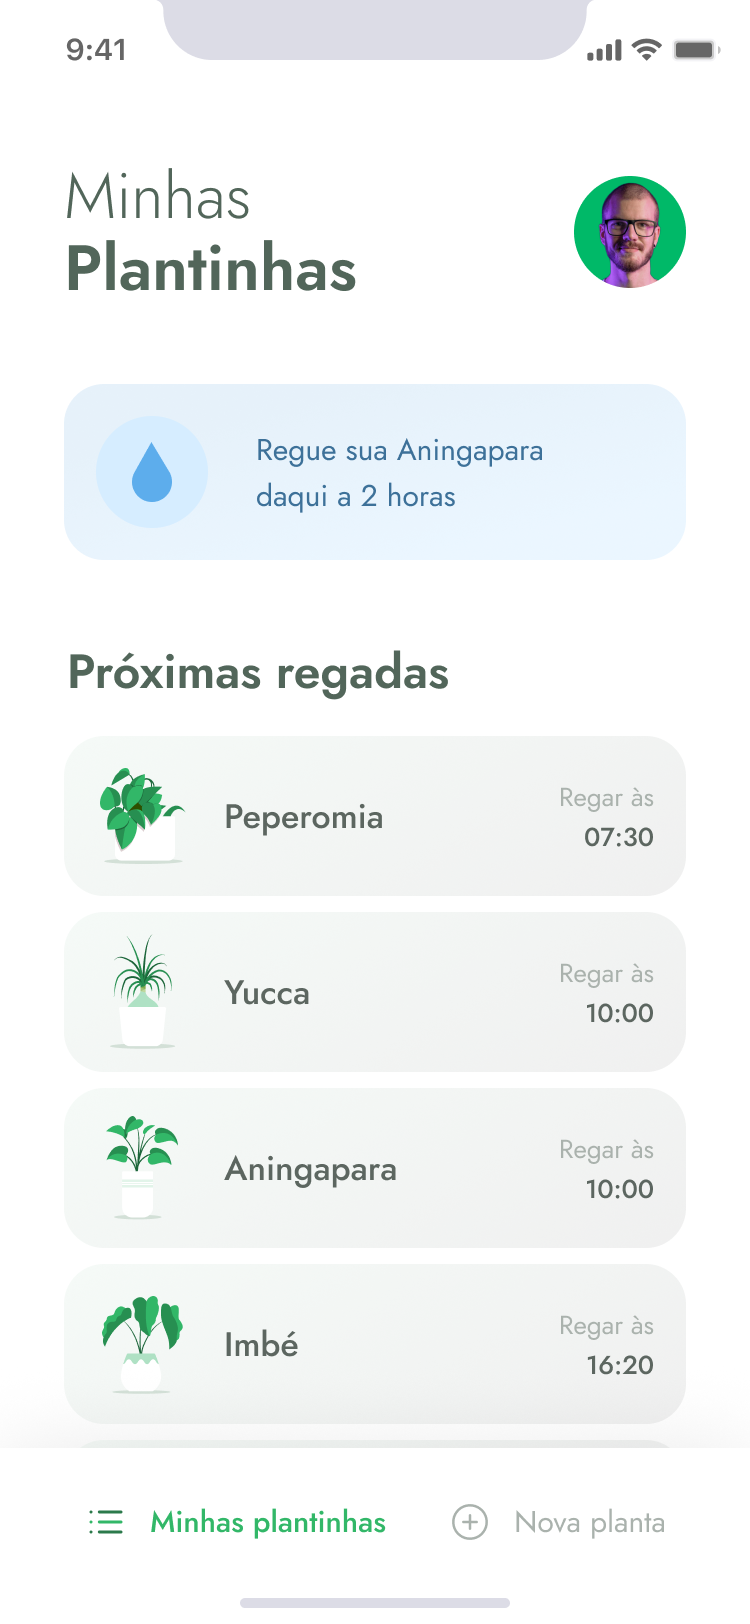 9:41
Minhas
Plantinhas
Regue sua Aningapara
daqui a 2 horas
Próximas regadas
Peperomia
Regar às
07:30
Yucca
Regar às
10:00
Aningapara
Regar às
10:00
Imbé
Regar às
16:20
Minhas plantinhas
Nova planta